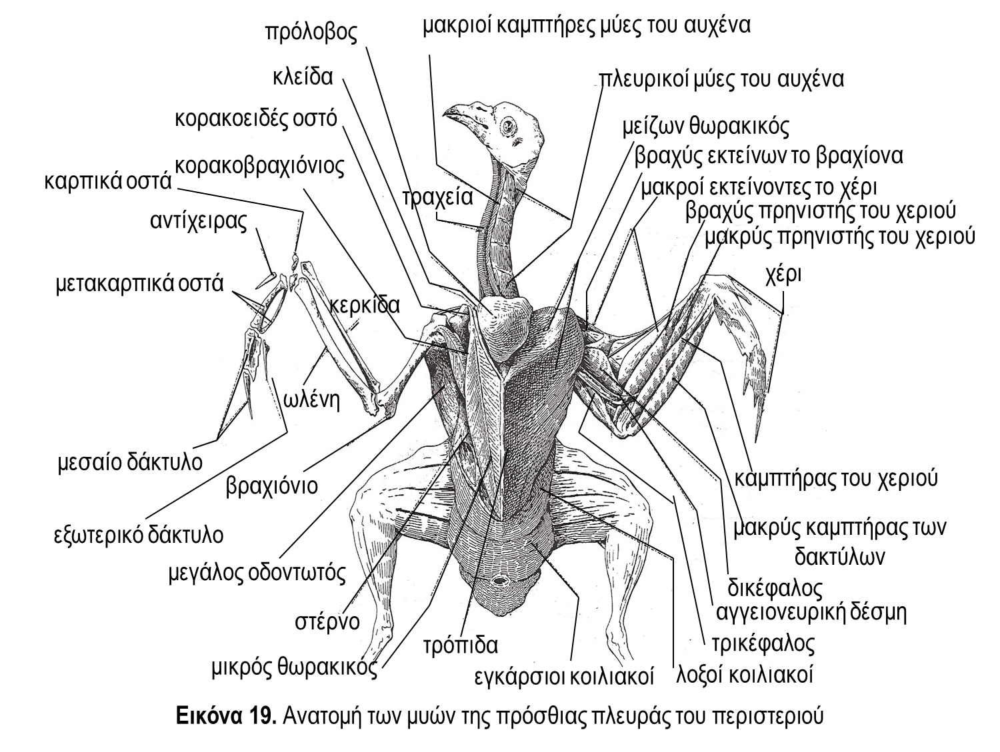 πρόλοβος
μακριοί καμπτήρες μύες του αυχένα
κλείδα
πλευρικοί μύες του αυχένα
κορακοειδές οστό
μείζων θωρακικός
κορακοβραχιόνιος
βραχύς εκτείνων το βραχίονα
καρπικά οστά
τραχεία
μακροί εκτείνοντες το χέρι
αντίχειρας
βραχύς πρηνιστής του χεριού
μακρύς πρηνιστής του χεριού
μετακαρπικά οστά
χέρι
κερκίδα
ωλένη
μεσαίο δάκτυλο
βραχιόνιο
καμπτήρας του χεριού
εξωτερικό δάκτυλο
μακρύς καμπτήρας των
δακτύλων
μεγάλος οδοντωτός
δικέφαλος
στέρνο
αγγειονευρική δέσμη
τρόπιδα
τρικέφαλος
μικρός θωρακικός
εγκάρσιοι κοιλιακοί
λοξοί κοιλιακοί
Εικόνα 19. Ανατομή των μυών της πρόσθιας πλευράς του περιστεριού